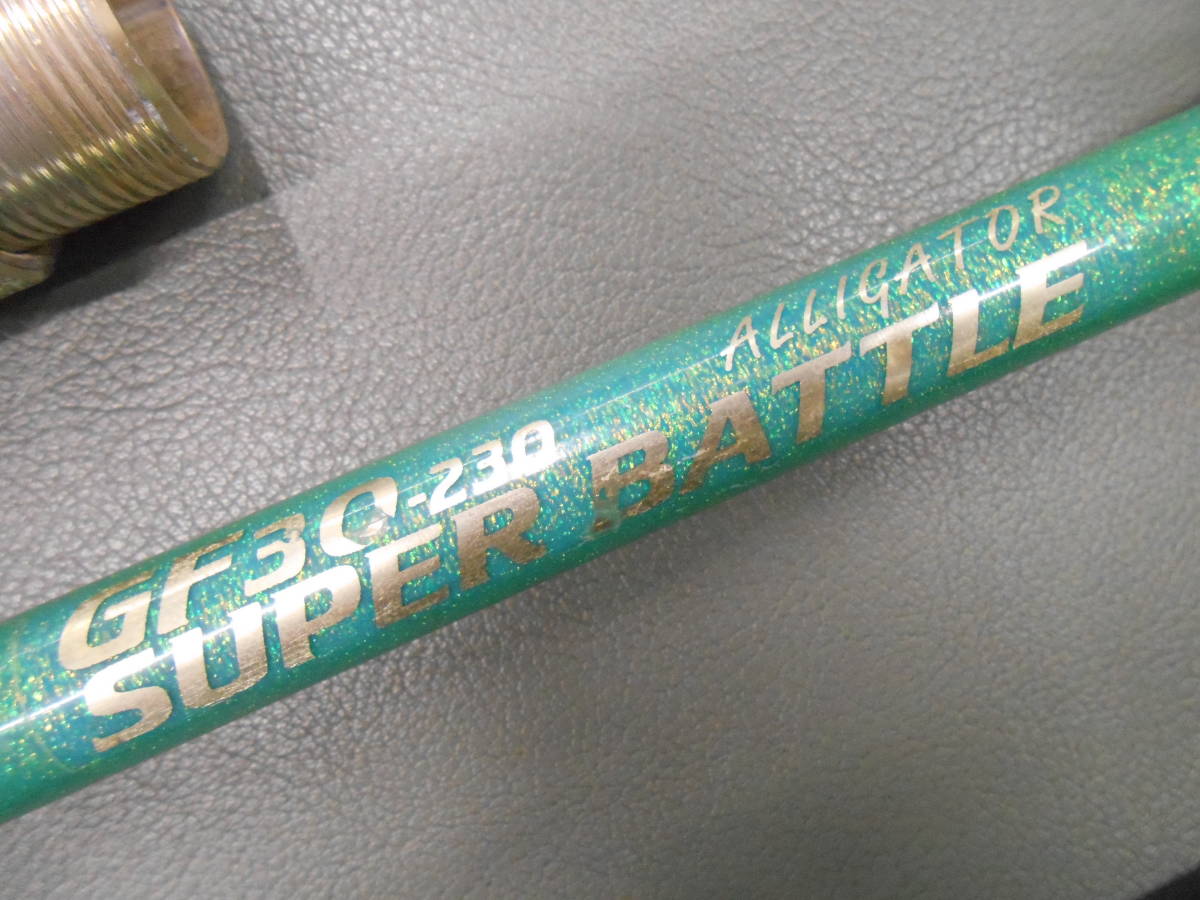 ALLIGATOR
GF30-230
SUPER BATTLE